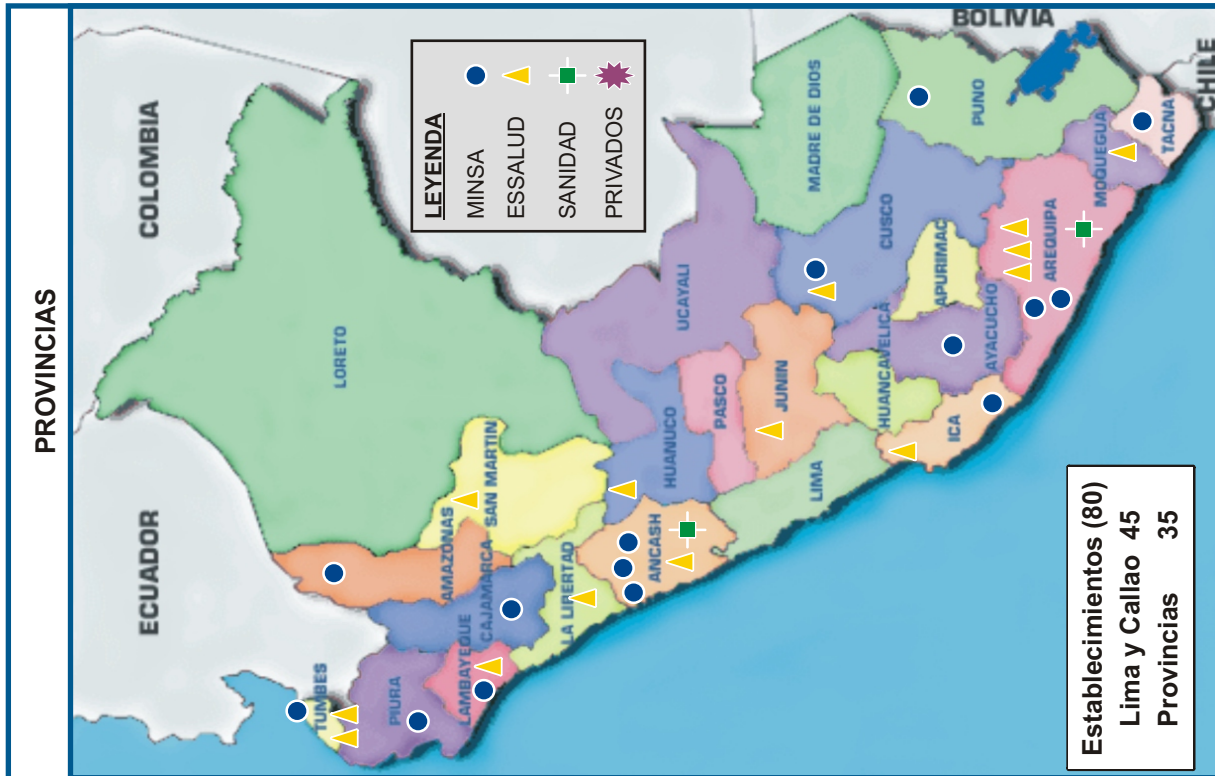 PROVINCIAS
ECUADOR
COLOMBIA
BOLIVIA
CHILE
LEYENDA
MINSA
ESSALUD
SANIDAD
PRIVADOS
TUMBES
PIURA
LAMBAYEQUE
CAJAMARCA
AMAZONAS
LORETO
SAN MARTIN
LA LIBERTAD
ANCASH
HUANUCO
UCAYALI
PASCO
JUNIN
LIMA
HUANCAVELICA
ICA
AYACUCHO
APURIMAC
CUSCO
MADRE DE DIOS
PUNO
AREQUIPA
MOQUEGUA
TACNA
Establecimientos (80)
Lima y Callao 45
Provincias 35